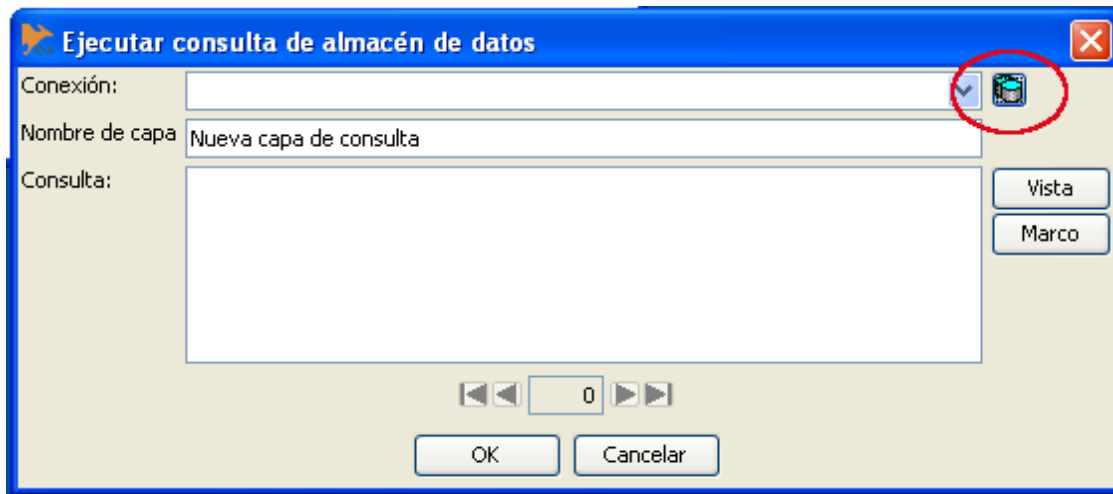 Ejecutar consulta de almacén de datos
Conexión:
Nombre de capa Nueva capa de consulta
Consulta:
Vista
Marco
0
OK Cancelar